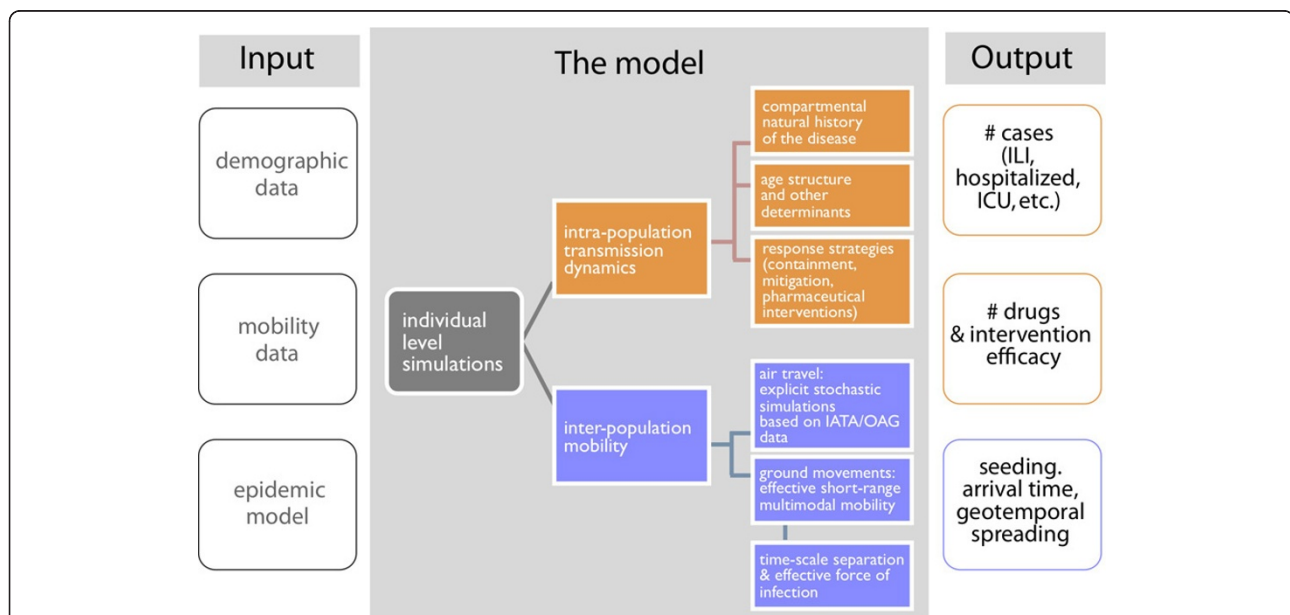 Input
demographic
data
mobility
data
epidemic
model
The model
individual
level
simulations
intra-population
transmission
dynamics
compartmental
natural history
of the disease
age structure
and other
determinants
response strategies
(containment,
mitigation,
pharmaceutical
interventions)
inter-population
mobility
air travel:
explicit stochastic
simulations
based on IATA/OAG
data
ground movements:
effective short-range
multimodal mobility
time-scale separation
& effective force of
infection
Output
# cases
(ILI,
hospitalized,
ICU, etc.)
# drugs
& intervention
efficacy
seeding.
arrival time,
geotemporal
spreading